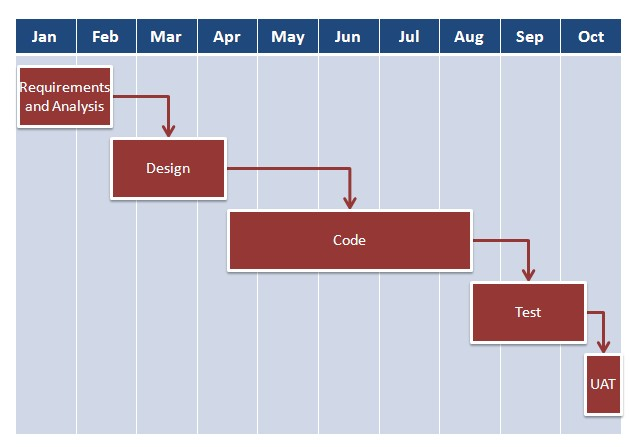 Jan Feb Mar Apr May Jun Jul Aug Sep Oct
Requirements
and Analysis
Design
Code
Test
UAT